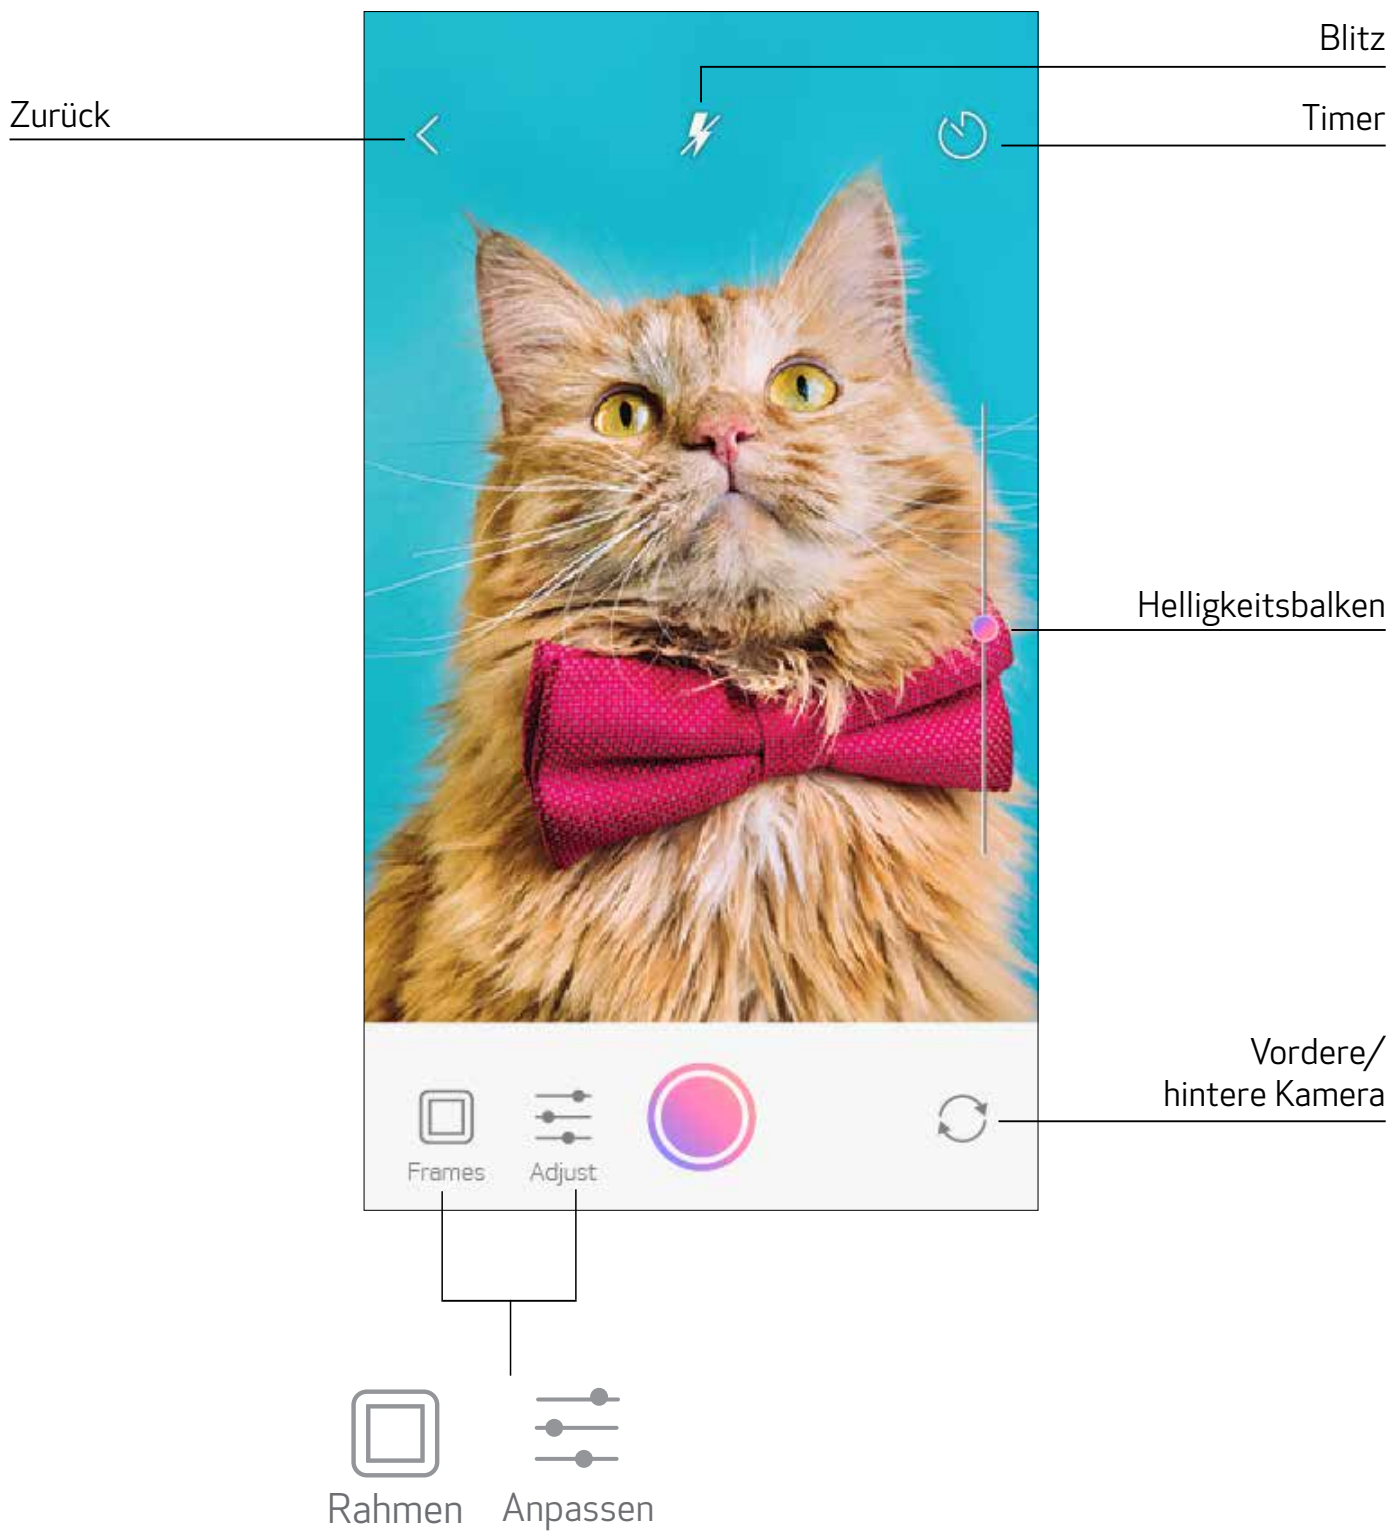 Blitz
Zurück
Timer
Helligkeitsbalken
Vordere/
hintere Kamera
Frames
Adjust
Rahmen
Anpassen